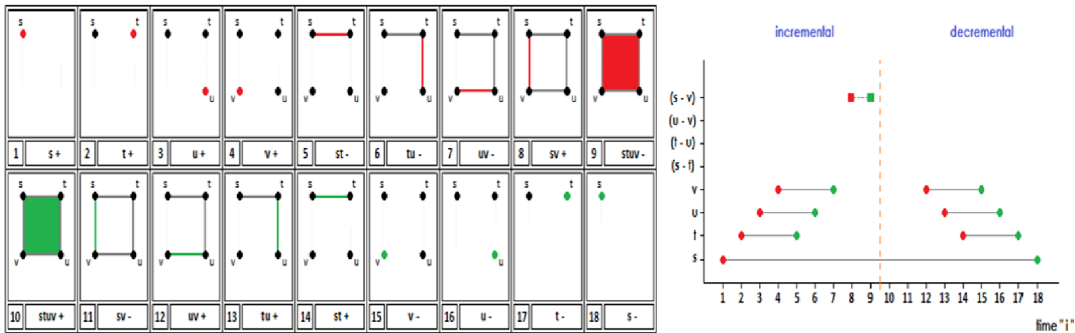 s t
s t
s t
s t
s t
s t
s t
s t
s t
v u
v u
v u
v u
v u
v u
v u
1 s +
2 t +
3 u +
4 v +
5 st -
6 tu -
7 uv -
8 sv +
9 stuv -
s t
s t
s t
s t
s t
s t
s t
s t
s
v u
v u
v u
v u
v u
v u
u
10 stuv +
11 sv -
12 uv +
13 tu +
14 st +
15 v -
16 u -
17 t -
18 s -
incremental decremental
(s - v)
(u - v)
(t - u)
(s - t)
v
u
t
s
1 2 3 4 5 6 7 8 9 10 11 12 13 14 15 16 17 18
time "i"